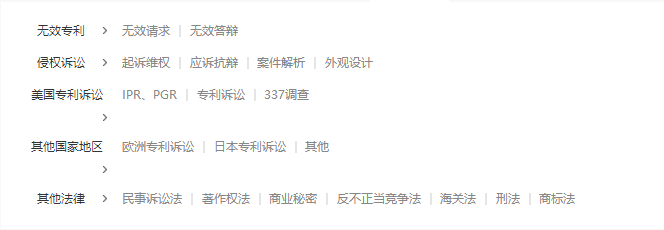 无效专利 > 无效请求 | 无效答辩
侵权诉讼 > 起诉维权 | 应诉抗辩 | 案件解析 | 外观设计
美国专利诉讼 IPR、PGR | 专利诉讼 | 337调查
>
其他国家地区 欧洲专利诉讼 | 日本专利诉讼 | 其他
>
其他法律 > 民事诉讼法 | 著作权法 | 商业秘密 | 反不正当竞争法 | 海关法 | 刑法 | 商标法